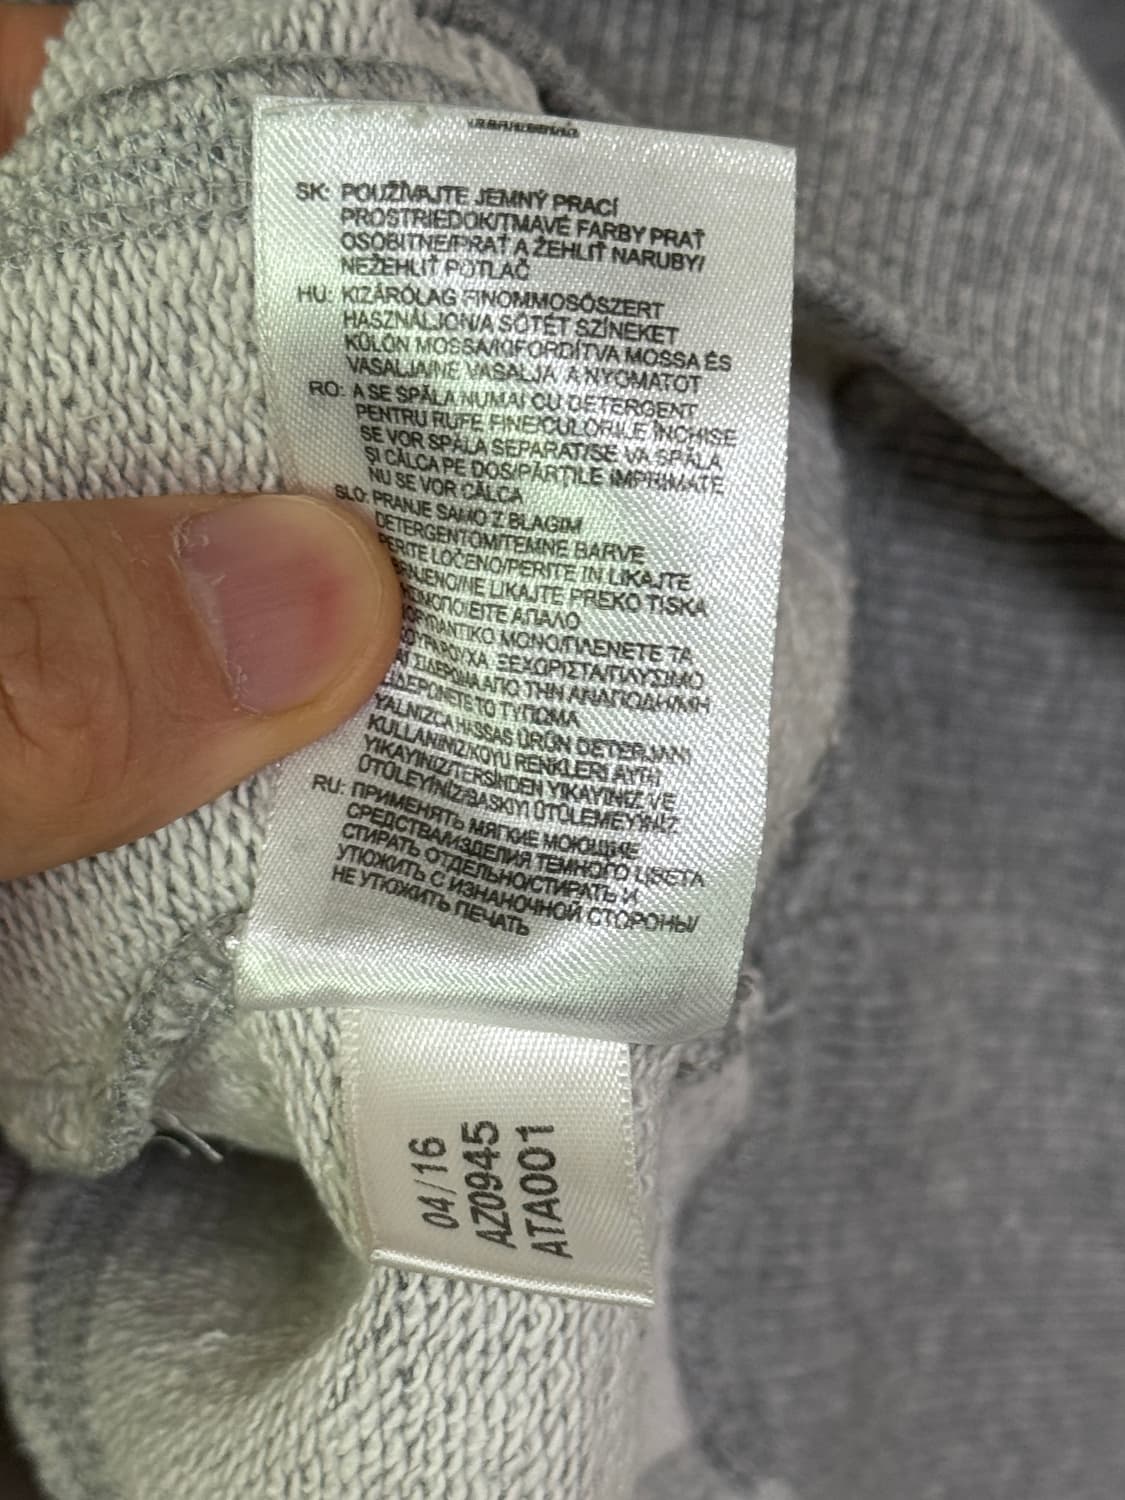 SK: POUŽÍVAJTE JEMNÝ PRACÍ
PROSTRIEDOK/TMAVÉ FARBY PRAŤ
OSOBITNE/PRAŤ A ŽEHLIŤ NARUBY/
NEŽEHLIŤ POTLAČ
HU: KIZÁRÓLAG FINOMMOSÓSZERT
HASZNÁLJON/A SÖTÉT SZÍNEKET
KÜLÖN MOSSA/KIFORDÍTVA MOSSA ÉS
VASALJA/NE VASALJA A NYOMATOT
RO: A SE SPĂLA NUMAI CU DETERGENT
PENTRU RUFE FINE/CULORILE ÎNCHISE
SE VOR SPĂLA SEPARAT/SE VA SPĂLA
ȘI CĂLCA PE DOS/PĂRȚILE IMPRIMATE
NU SE VOR CĂLCA
SLO: PRANJE SAMO Z BLAGIM
DETERGENTOM/TEMNE BARVE
PERITE LOČENO/PERITE IN LIKAJTE
LIKAJTE PREKO TISKA
ΑΠΑΛΟ
ΜΟΝΟ/ΠΛΕΝΕΤΕ ΤΑ
ΞΕΧΩΡΙΣΤΑ/ΠΛΥΣΙΜΟ
ΣΙΔΕΡΩΜΑ ΑΠΟ ΤΗΝ ΑΝΑΠΟΔΗ/ΜΗ
ΤΟ ΤΥΠΩΜΑ
YALNIZCA HASSAS ÜRÜN DETERJANI
KULLANINIZ/KOYU RENKLERİ AYRI
YIKAYINIZ/TERSİNDEN YIKAYINIZ VE
ÜTÜLEYİNİZ/BASKIYI ÜTÜLEMEYİNİZ
RU: ПРИМЕНЯТЬ МЯГКИЕ МОЮЩИЕ
СРЕДСТВА/ИЗДЕЛИЯ ТЕМНОГО ЦВЕТА
СТИРАТЬ ОТДЕЛЬНО/СТИРАТЬ И
УТЮЖИТЬ С ИЗНАНОЧНОЙ СТОРОНЫ/
НЕ УТЮЖИТЬ ПЕЧАТЬ
04/16
AZ0945
ATA001